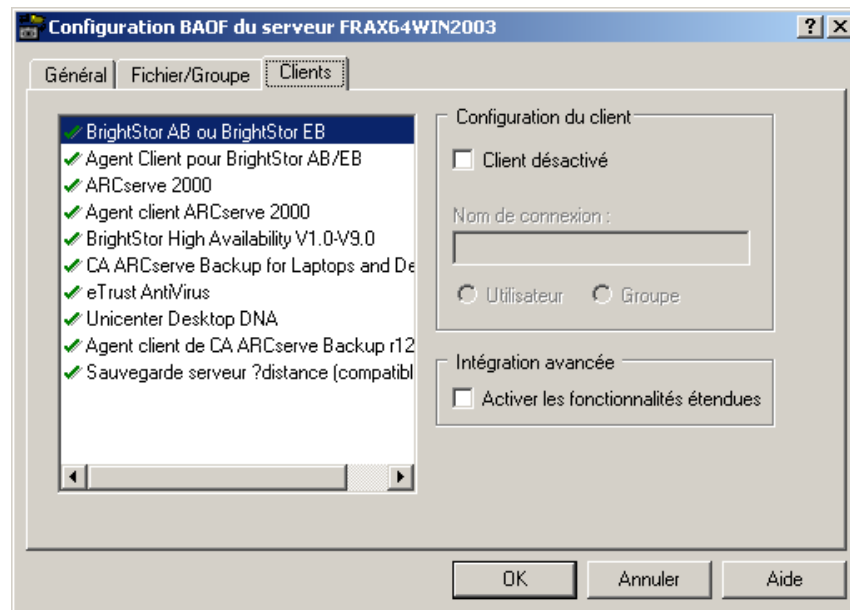 Configuration BAOF du serveur FRAX64WIN2003
Général
Fichier/Groupe
Clients
BrightStor AB ou BrightStor EB
Agent Client pour BrightStor AB/EB
ARCserve 2000
Agent client ARCserve 2000
BrightStor High Availability V1.0-V9.0
CA ARCserve Backup for Laptops and De
eTrust AntiVirus
Unicenter Desktop DNA
Agent client de CA ARCserve Backup r12
Sauvegarde serveur ?distance (compatibl
Configuration du client
Client désactivé
Nom de connexion :
Utilisateur
Groupe
Intégration avancée
Activer les fonctionnalités étendues
OK
Annuler
Aide